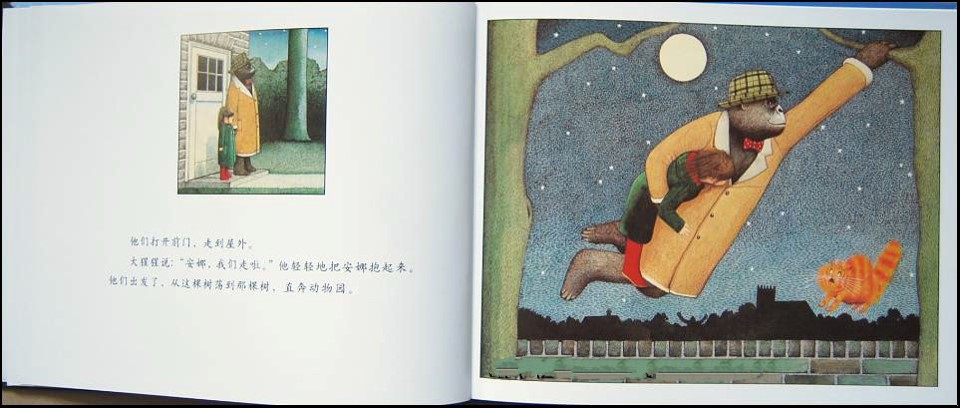 他们打开前门，走到屋外。
大猩猩说：“安娜，我们走啦。”他轻轻地把安娜抱起来。
他们出发了，从这棵树荡到那棵树，直奔动物园。